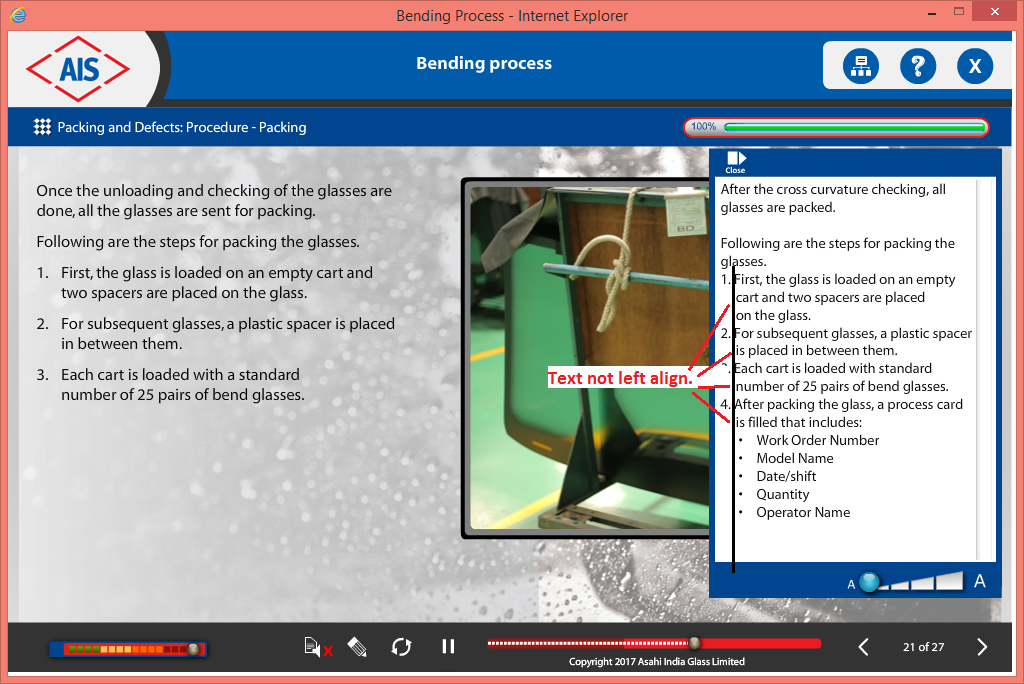 Bending Process - Internet Explorer
AIS
Bending process
?
X
Packing and Defects: Procedure - Packing
100%
Once the unloading and checking of the glasses are
done, all the glasses are sent for packing.
Following are the steps for packing the glasses.
1. First, the glass is loaded on an empty cart and
two spacers are placed on the glass.
2. For subsequent glasses, a plastic spacer is placed
in between them.
3. Each cart is loaded with a standard
number of 25 pairs of bend glasses.
BD
Text not left align.
Close
After the cross curvature checking, all
glasses are packed.
Following are the steps for packing the
glasses.
1. First, the glass is loaded on an empty
cart and two spacers are placed
on the glass.
2. For subsequent glasses, a plastic spacer
is placed in between them.
3. Each cart is loaded with standard
number of 25 pairs of bend glasses.
4. After packing the glass, a process card
is filled that includes:
• Work Order Number
• Model Name
• Date/shift
• Quantity
• Operator Name
A A
Copyright 2017 Asahi India Glass Limited
21 of 27